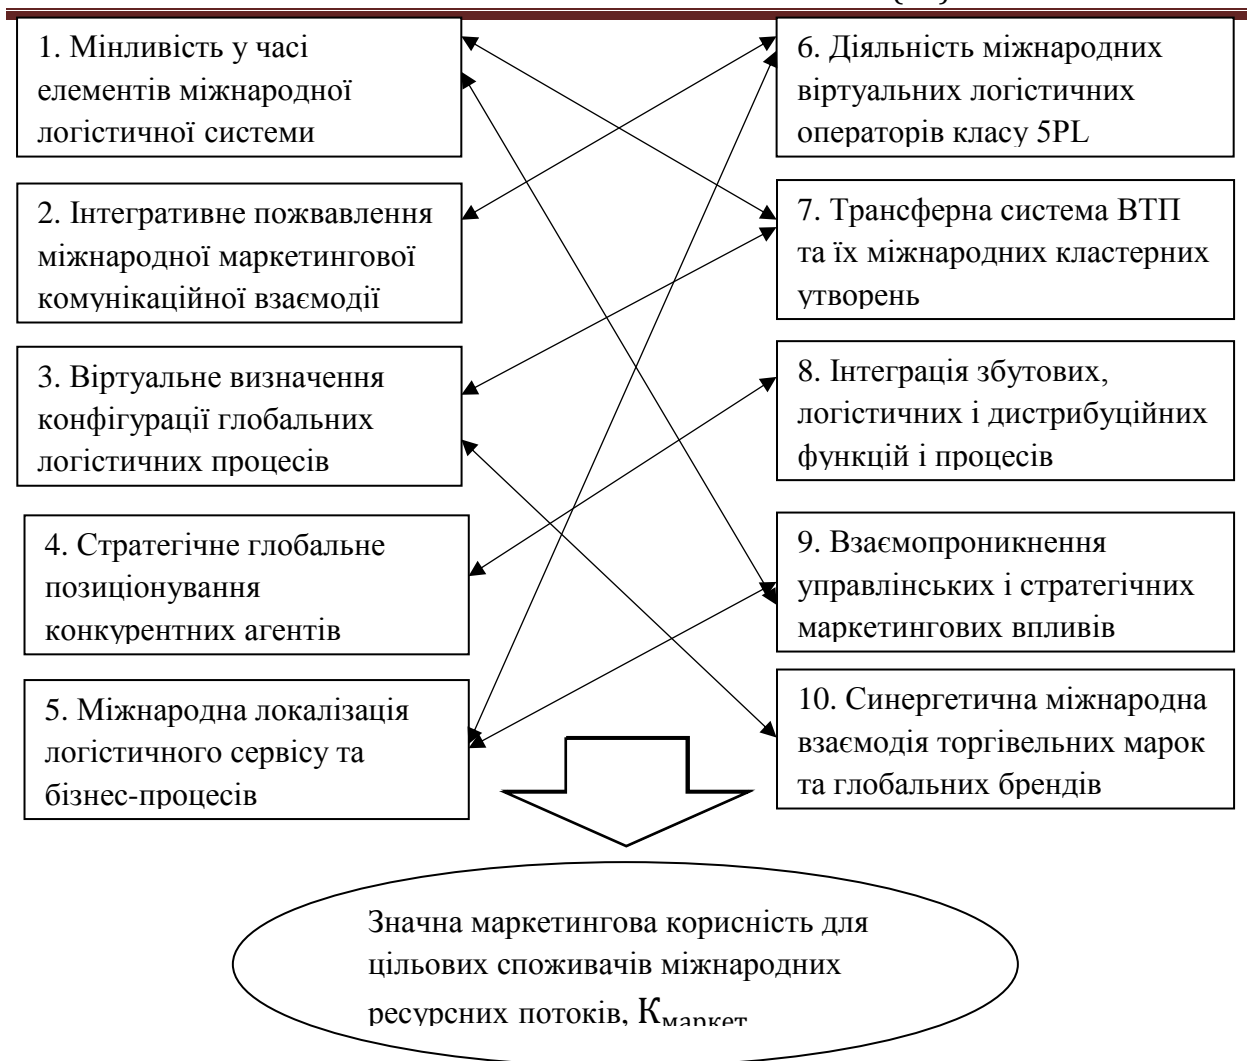 1. Мінливість у часі
елементів міжнародної
логістичної системи
2. Інтегративне пожвавлення
міжнародної маркетингової
комунікаційної взаємодії
3. Віртуальне визначення
конфігурації глобальних
логістичних процесів
4. Стратегічне глобальне
позиціонування
конкурентних агентів
5. Міжнародна локалізація
логістичного сервісу та
бізнес-процесів
6. Діяльність міжнародних
віртуальних логістичних
операторів класу 5PL
7. Трансферна система ВТП
та їх міжнародних кластерних
утворень
8. Інтеграція збутових,
логістичних і дистрибуційних
функцій і процесів
9. Взаємопроникнення
управлінських і стратегічних
маркетингових впливів
10. Синергетична міжнародна
взаємодія торгівельних марок
та глобальних брендів
Значна маркетингова корисність для
цільових споживачів міжнародних
ресурсних потоків, Кмаркет